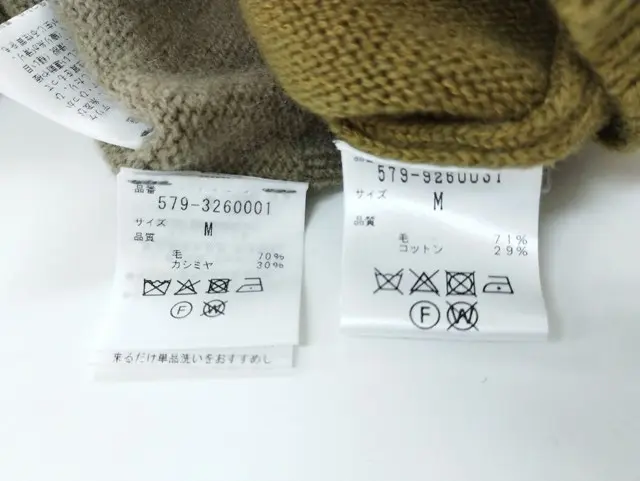 品番
579-3260001
サイズ
M
品質
毛 70%
カシミヤ 30%
F
W
来るだけ単品洗いをおすすめし
579-9260031
サイズ
M
品質
毛 71%
コットン 29%
F
W